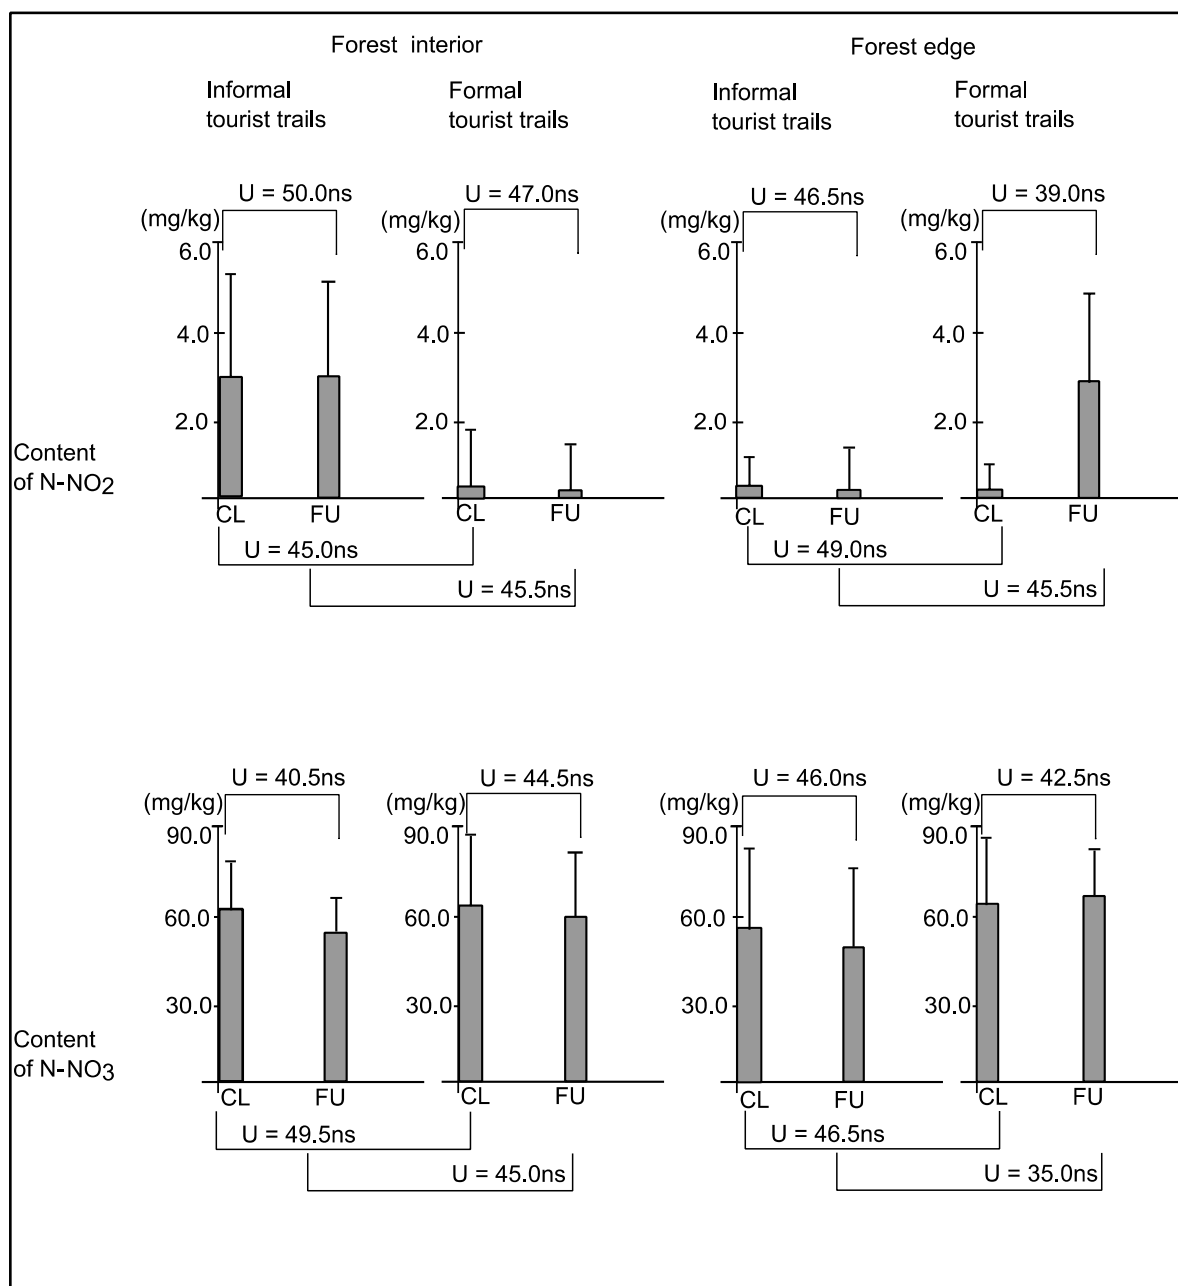 Forest interior
Forest edge
Informal
tourist trails
Formal
tourist trails
Informal
tourist trails
Formal
tourist trails
U = 50.0ns
U = 47.0ns
U = 46.5ns
U = 39.0ns
(mg/kg)
(mg/kg)
(mg/kg)
(mg/kg)
6.0
6.0
6.0
6.0
4.0
4.0
4.0
4.0
2.0
2.0
2.0
2.0
Content
of N-NO2
CL
FU
CL
FU
CL
FU
CL
FU
U = 45.0ns
U = 49.0ns
U = 45.5ns
U = 45.5ns
U = 40.5ns
U = 44.5ns
U = 46.0ns
U = 42.5ns
(mg/kg)
(mg/kg)
(mg/kg)
(mg/kg)
90.0
90.0
90.0
90.0
60.0
60.0
60.0
60.0
30.0
30.0
30.0
30.0
Content
of N-NO3
CL
FU
CL
FU
CL
FU
CL
FU
U = 49.5ns
U = 46.5ns
U = 45.0ns
U = 35.0ns